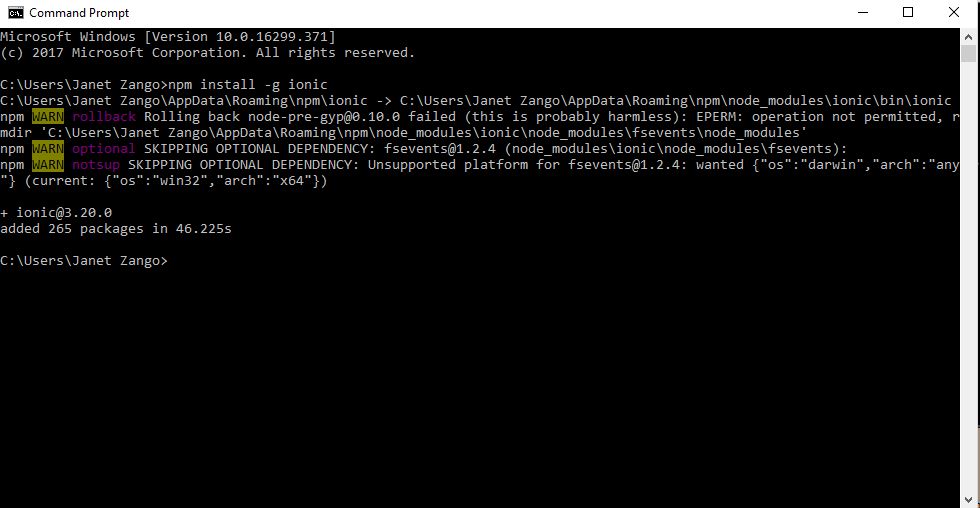 Command Prompt
Microsoft Windows [Version 10.0.16299.371]
(c) 2017 Microsoft Corporation. All rights reserved.
C:\Users\Janet Zango>npm install -g ionic
C:\Users\Janet Zango\AppData\Roaming\npm\ionic -> C:\Users\Janet Zango\AppData\Roaming\npm\node_modules\ionic\bin\ionic
npm WARN rollback Rolling back node-pre-gyp@0.10.0 failed (this is probably harmless): EPERM: operation not permitted, r
mdir 'C:\Users\Janet Zango\AppData\Roaming\npm\node_modules\ionic\node_modules\fsevents\node_modules'
npm WARN optional SKIPPING OPTIONAL DEPENDENCY: fsevents@1.2.4 (node_modules\ionic\node_modules\fsevents):
npm WARN notsup SKIPPING OPTIONAL DEPENDENCY: Unsupported platform for fsevents@1.2.4: wanted {"os":"darwin","arch":"any
"} (current: {"os":"win32","arch":"x64"})
+ ionic@3.20.0
added 265 packages in 46.225s
C:\Users\Janet Zango>